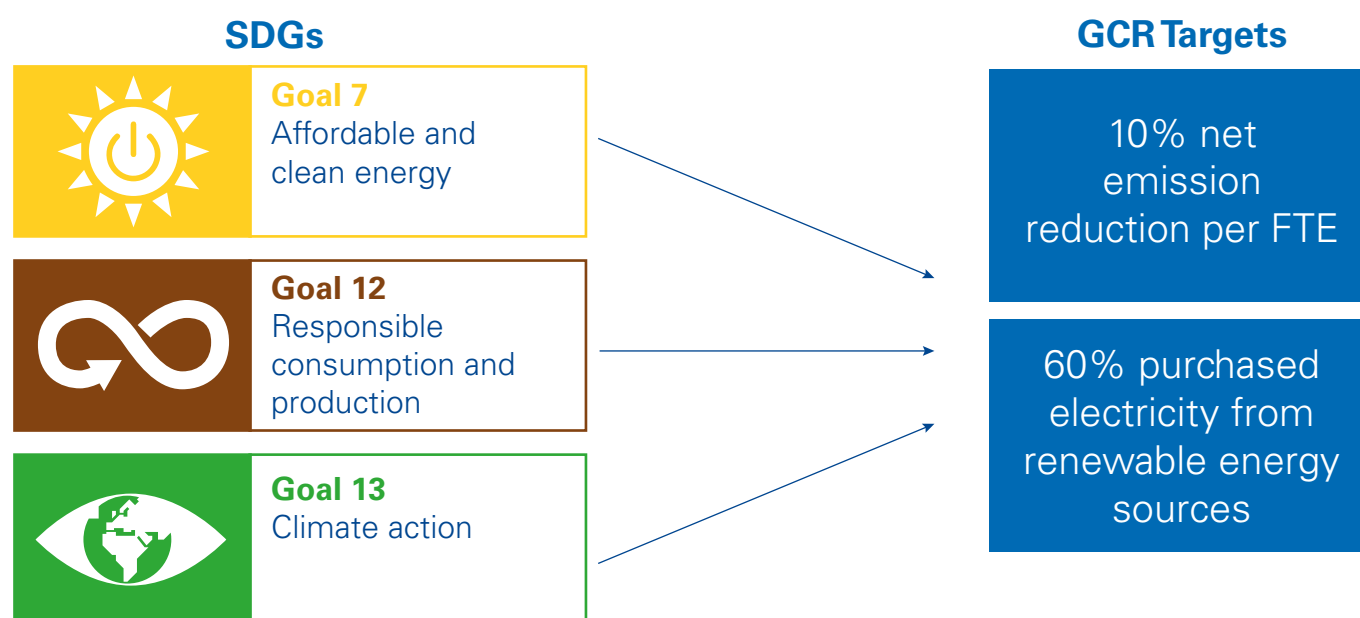 SDGs
Goal 7
Affordable and
clean energy
Goal 12
Responsible
consumption and
production
Goal 13
Climate action
GCR Targets
10% net
emission
reduction per FTE
60% purchased
electricity from
renewable energy
sources